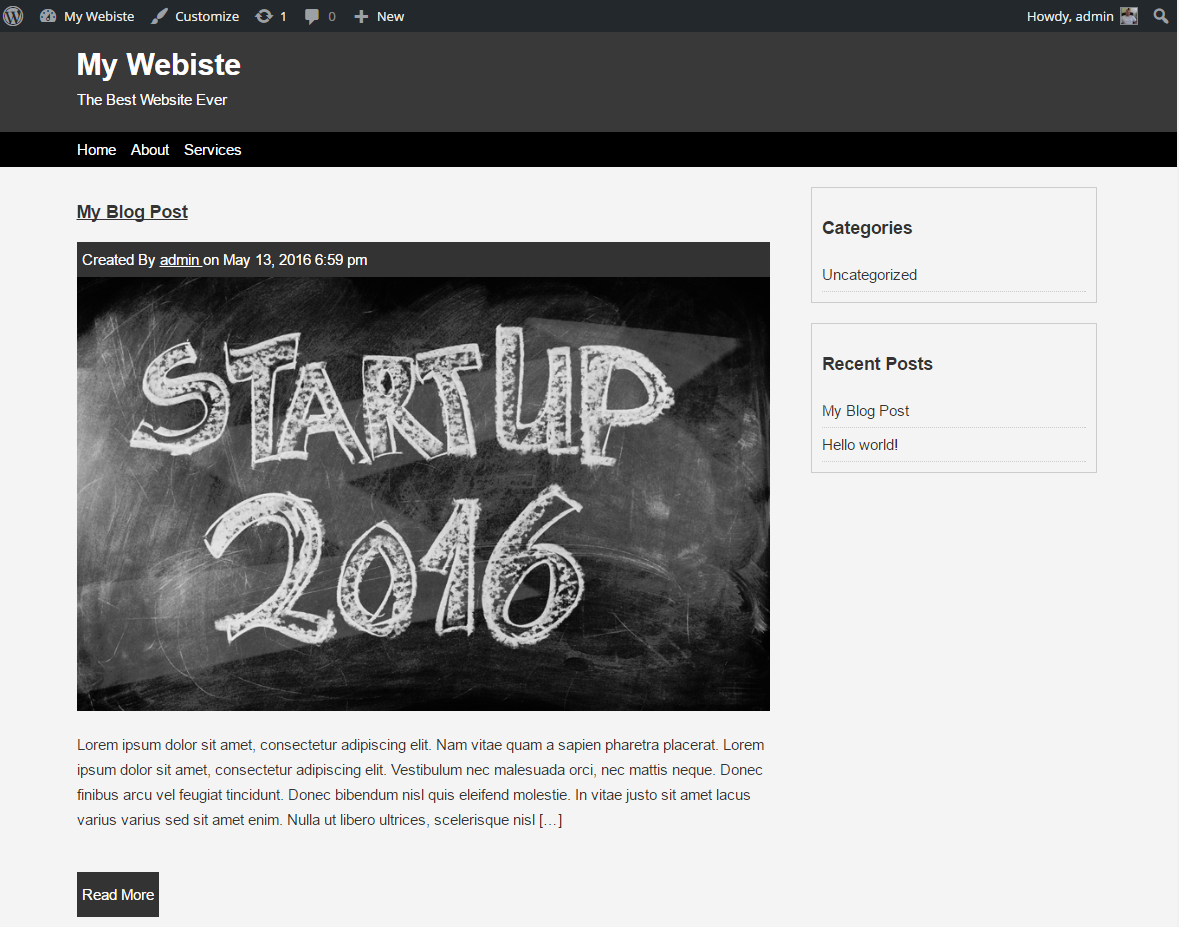 My Webiste Customize 1 0 New Howdy, admin
My Webiste
The Best Website Ever
Home About Services
My Blog Post
Created By admin on May 13, 2016 6:59 pm
STARTUP
2016
Lorem ipsum dolor sit amet, consectetur adipiscing elit. Nam vitae quam a sapien pharetra placerat. Lorem
ipsum dolor sit amet, consectetur adipiscing elit. Vestibulum nec malesuada orci, nec mattis neque. Donec
finibus arcu vel feugiat tincidunt. Donec bibendum nisl quis eleifend molestie. In vitae justo sit amet lacus
varius varius sed sit amet enim. Nulla ut libero ultrices, scelerisque nisl […]
Read More
Categories
Uncategorized
Recent Posts
My Blog Post
Hello world!